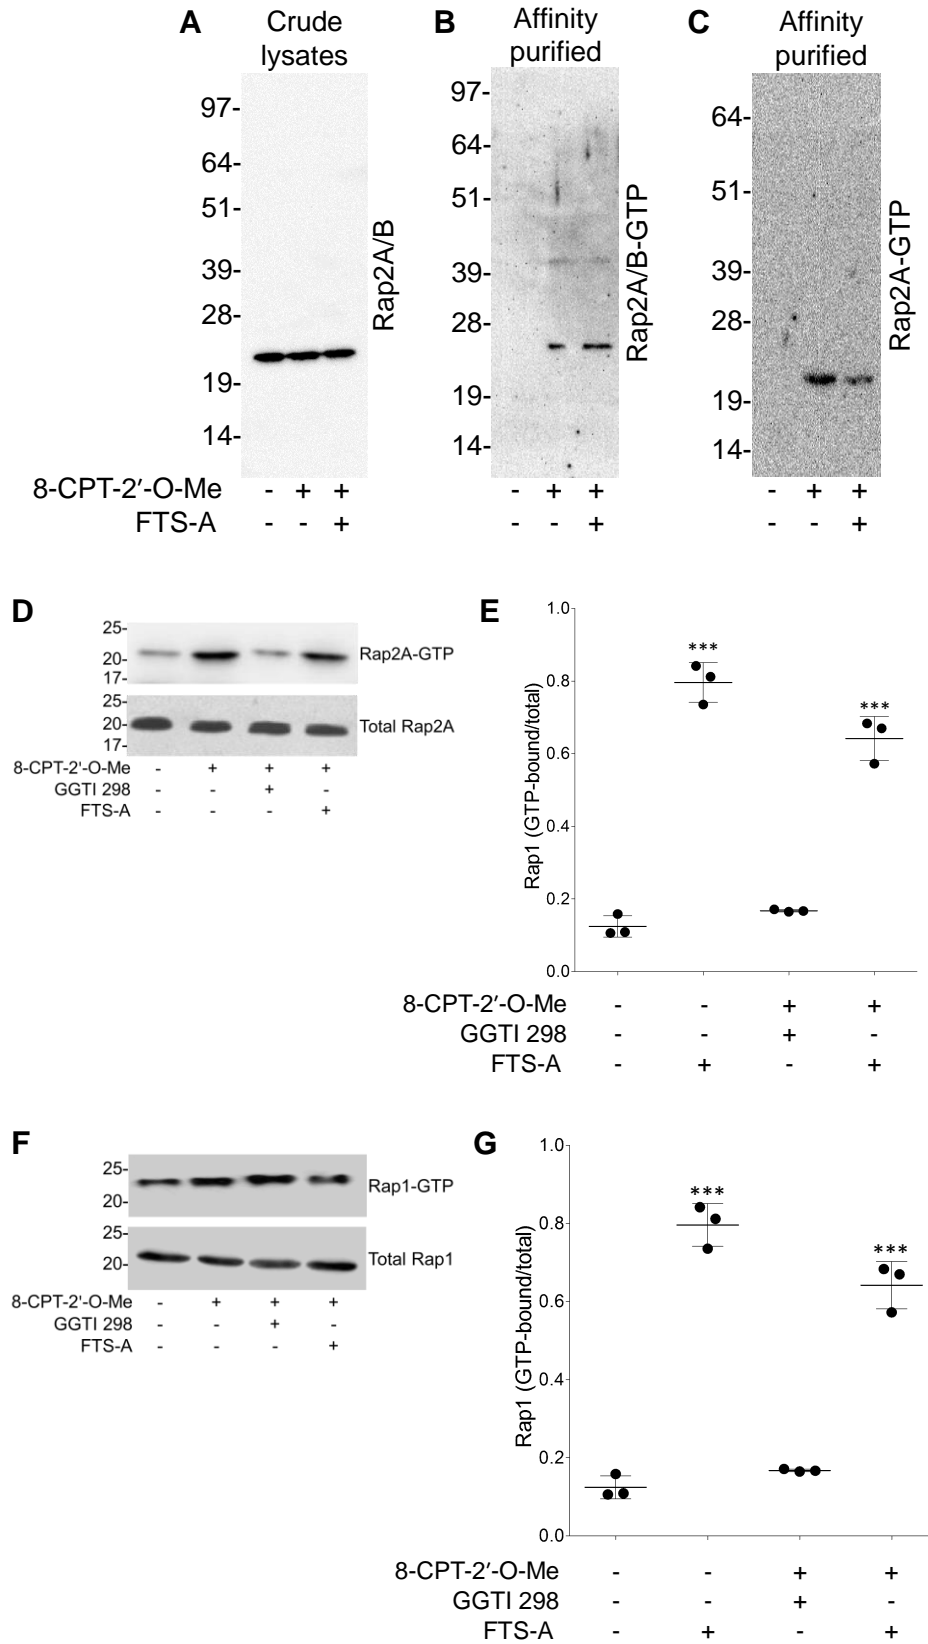 A
Crude
lysates
97-
64-
51-
39-
28-
19-
14-
Rap2A/B
B
Affinity
purified
97-
64-
51-
39-
28-
19-
14-
Rap2A/B-GTP
C
Affinity
purified
64-
51-
39-
28-
19-
14-
Rap2A-GTP
8-CPT-2′-O-Me - + + - + + - + +
FTS-A - - + - - + - - +
D
25-
20-
17-
Rap2A-GTP
25-
20-
17-
Total Rap2A
8-CPT-2'-O-Me - + + +
GGTI 298 - - + -
FTS-A - - - +
E
1.0
0.8
0.6
0.4
0.2
0.0
Rap1 (GTP-bound/total)
***
***
8-CPT-2′-O-Me - - + +
GGTI 298 - - + -
FTS-A - + - +
F
25-
20-
Rap1-GTP
25-
20-
Total Rap1
8-CPT-2'-O-Me - + + +
GGTI 298 - - + -
FTS-A - - - +
G
1.0
0.8
0.6
0.4
0.2
0.0
Rap1 (GTP-bound/total)
***
***
8-CPT-2′-O-Me - - + +
GGTI 298 - - + -
FTS-A - + - +